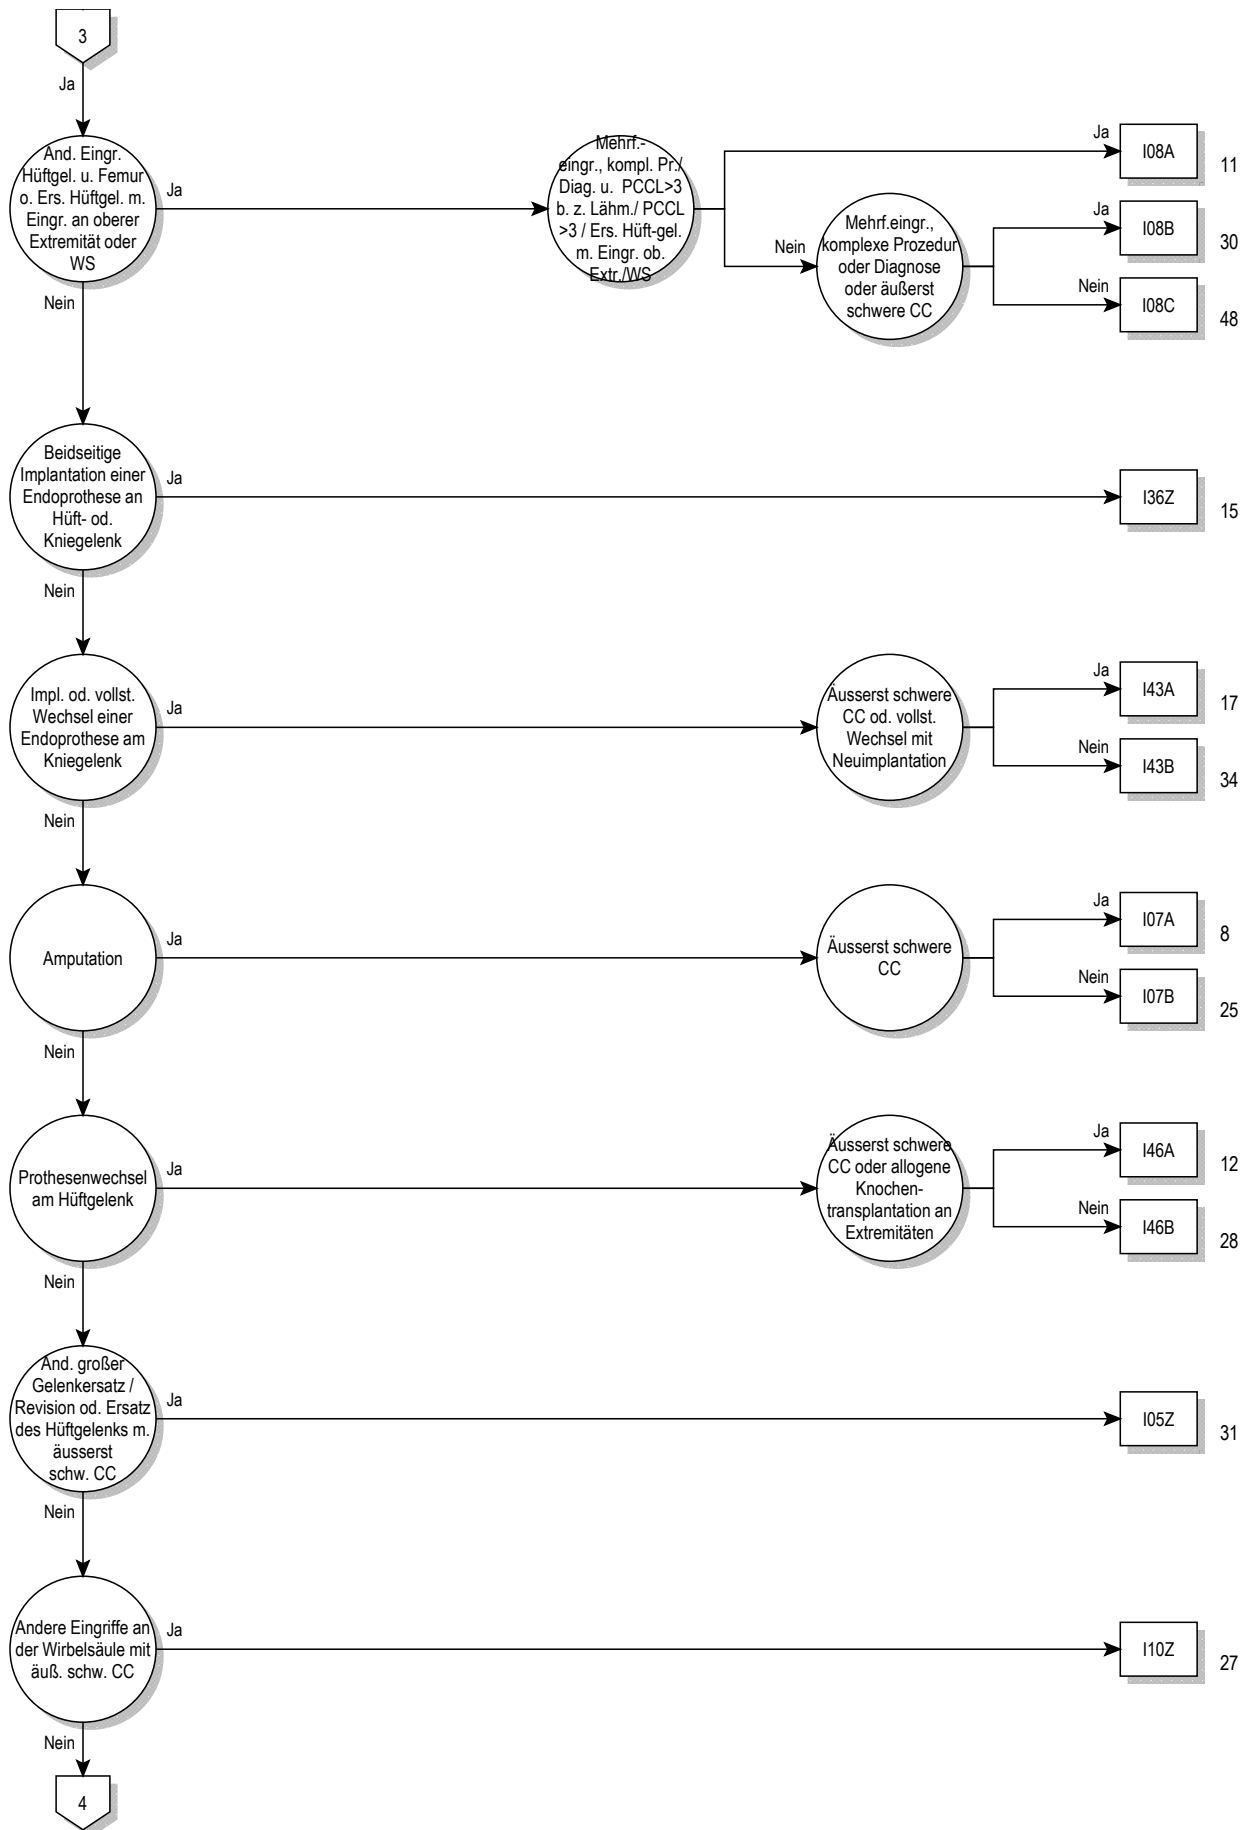 3
Ja
And. Eingr.
Hüftgel. u. Femur
o. Ers. Hüftgel. m.
Eingr. an oberer
Extremität oder
WS
Ja
Mehrf.-
eingr., kompl. Pr./
Diag. u. PCCL>3
b. z. Lähm./ PCCL
>3 / Ers. Hüft-gel.
m. Eingr. ob.
Extr./WS
Ja
I08A
11
Nein
Mehrf.eingr.,
komplexe Prozedur
oder Diagnose
oder äußerst
schwere CC
Ja
I08B
30
Nein
I08C
48
Nein
Beidseitige
Implantation einer
Endoprothese an
Hüft- od.
Kniegelenk
Ja
I36Z
15
Nein
Impl. od. vollst.
Wechsel einer
Endoprothese am
Kniegelenk
Ja
Äusserst schwere
CC od. vollst.
Wechsel mit
Neuimplantation
Ja
I43A
17
Nein
I43B
34
Nein
Amputation
Ja
Äusserst schwere
CC
Ja
I07A
8
Nein
I07B
25
Nein
Prothesenwechsel
am Hüftgelenk
Ja
Äusserst schwere
CC oder allogene
Knochen-
transplantation an
Extremitäten
Ja
I46A
12
Nein
I46B
28
Nein
And. großer
Gelenkersatz /
Revision od. Ersatz
des Hüftgelenks m.
äusserst
schw. CC
Ja
I05Z
31
Nein
Andere Eingriffe an
der Wirbelsäule mit
äuß. schw. CC
Ja
I10Z
27
Nein
4